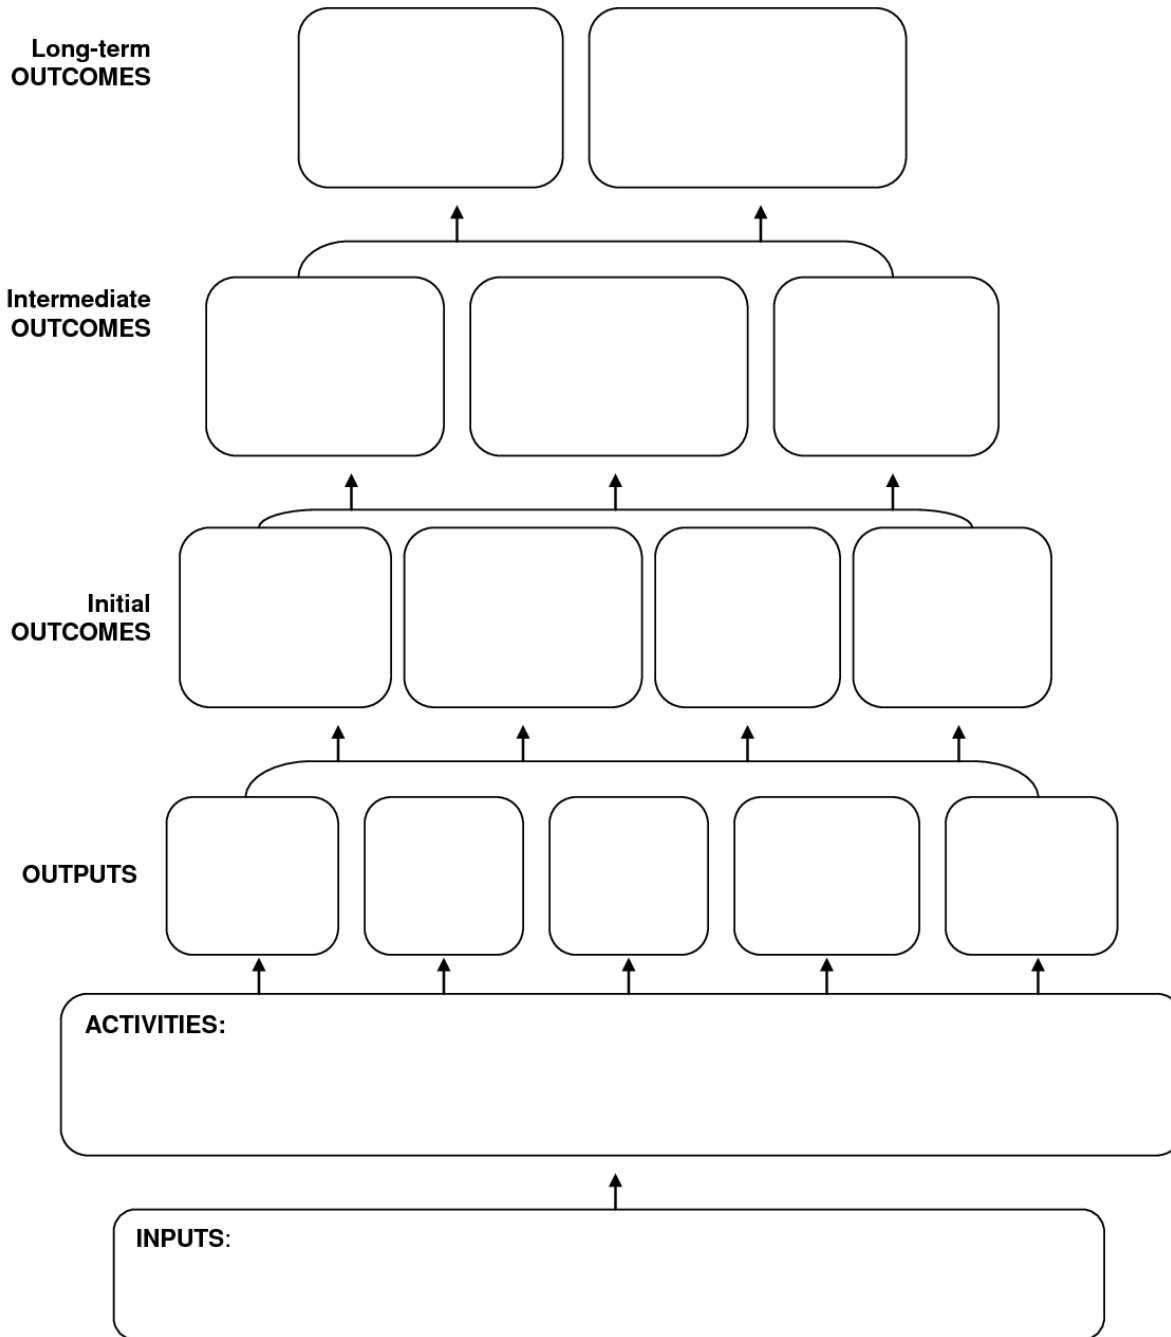 Long-term
OUTCOMES
Intermediate
OUTCOMES
Initial
OUTCOMES
OUTPUTS
ACTIVITIES:
INPUTS: